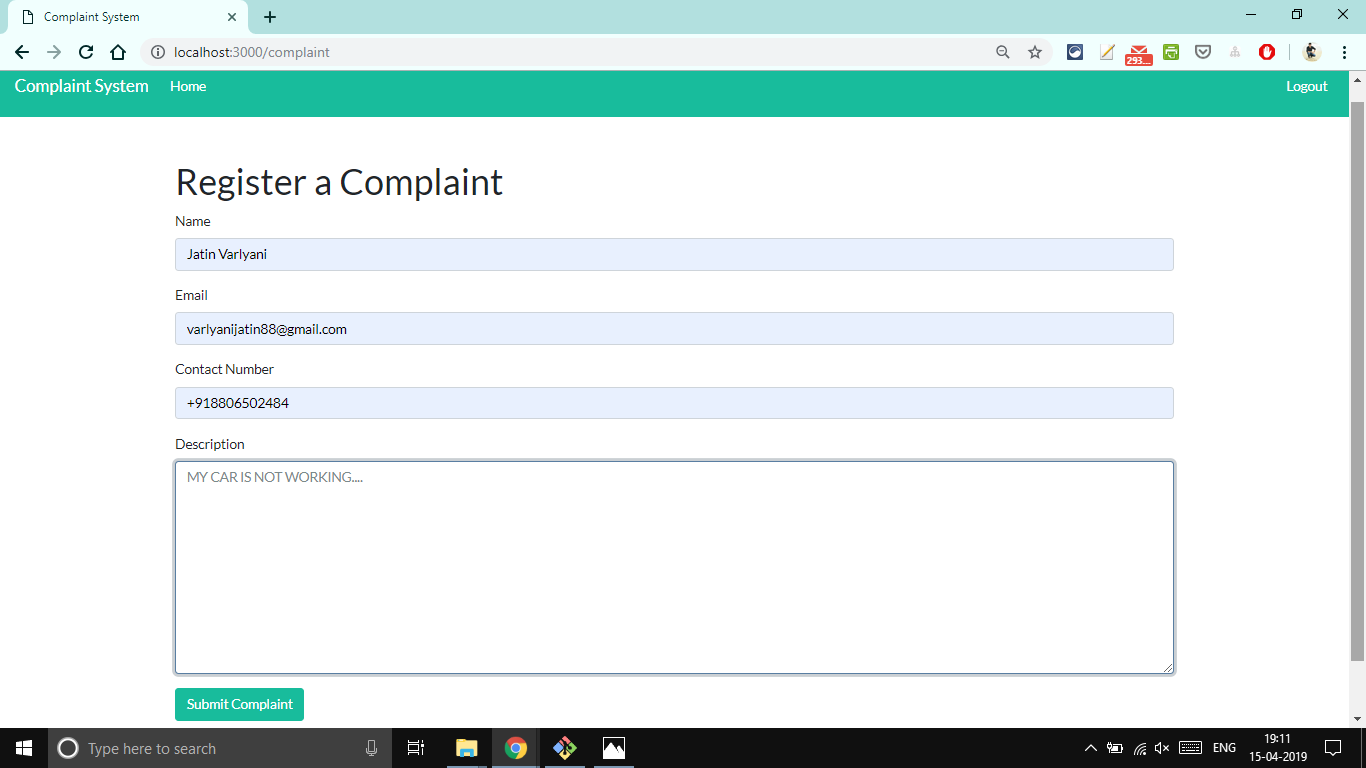 Complaint System
localhost:3000/complaint
293...
Complaint System Home Logout
Register a Complaint
Name
Jatin Varlyani
Email
varlyanijatin88@gmail.com
Contact Number
+918806502484
Description
MY CAR IS NOT WORKING....
Submit Complaint
Type here to search
ENG
19:11
15-04-2019